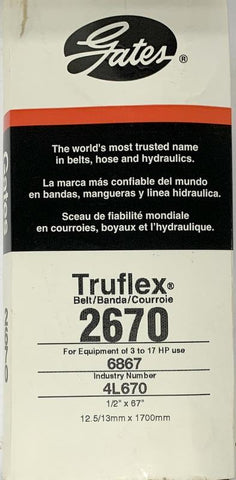 Gates®
The world's most trusted name
in belts, hose and hydraulics.
La marca más confiable del mundo
en bandas, mangueras y linea hidraulica.
Sceau de fiabilité mondiale
en courroies, boyaux et l'hydraulique.
Truflex®
Belt/Banda/Courroie
2670
For Equipment of 3 to 17 HP use
6867
Industry Number
4L670
1/2" x 67"
12.5/13mm x 1700mm